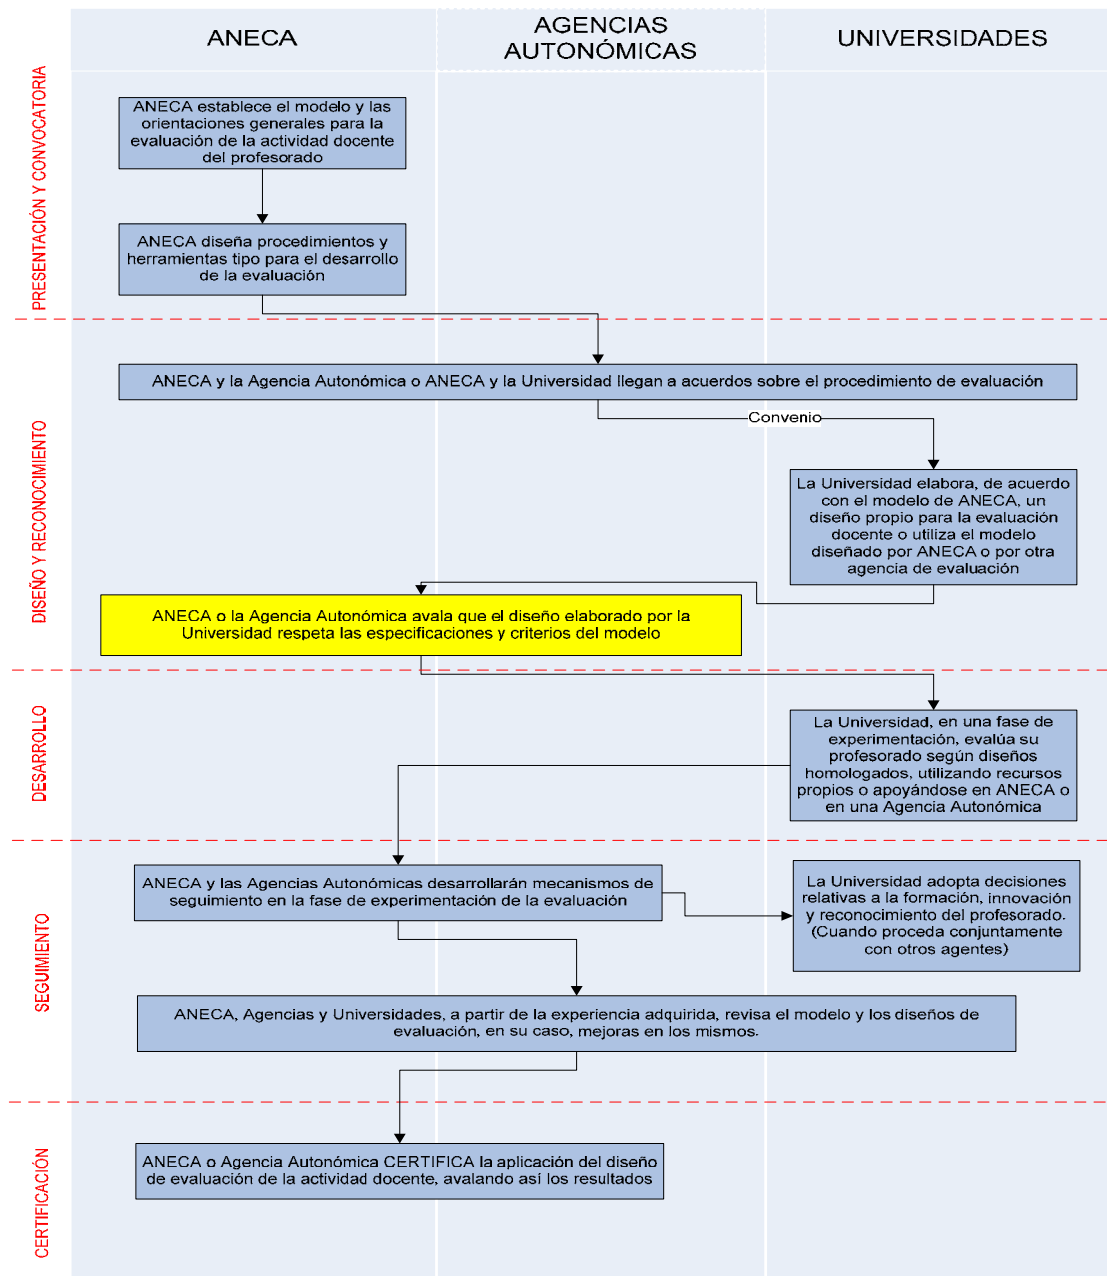 ANECA
AGENCIAS
AUTONÓMICAS
UNIVERSIDADES
PRESENTACIÓN Y CONVOCATORIA
ANECA establece el modelo y las
orientaciones generales para la
evaluación de la actividad docente
del profesorado
ANECA diseña procedimientos y
herramientas tipo para el desarrollo
de la evaluación
DISEÑO Y RECONOCIMIENTO
ANECA y la Agencia Autonómica o ANECA y la Universidad llegan a acuerdos sobre el procedimiento de evaluación
Convenio
La Universidad elabora, de acuerdo
con el modelo de ANECA, un
diseño propio para la evaluación
docente o utiliza el modelo
diseñado por ANECA o por otra
agencia de evaluación
ANECA o la Agencia Autonómica avala que el diseño elaborado por la
Universidad respeta las especificaciones y criterios del modelo
DESARROLLO
La Universidad, en una fase de
experimentación, evalúa su
profesorado según diseños
homologados, utilizando recursos
propios o apoyándose en ANECA o
en una Agencia Autonómica
SEGUIMIENTO
ANECA y las Agencias Autonómicas desarrollarán mecanismos de
seguimiento en la fase de experimentación de la evaluación
La Universidad adopta decisiones
relativas a la formación, innovación
y reconocimiento del profesorado.
(Cuando proceda conjuntamente
con otros agentes)
ANECA, Agencias y Universidades, a partir de la experiencia adquirida, revisa el modelo y los diseños de
evaluación, en su caso, mejoras en los mismos.
CERTIFICACIÓN
ANECA o Agencia Autonómica CERTIFICA la aplicación del diseño
de evaluación de la actividad docente, avalando así los resultados